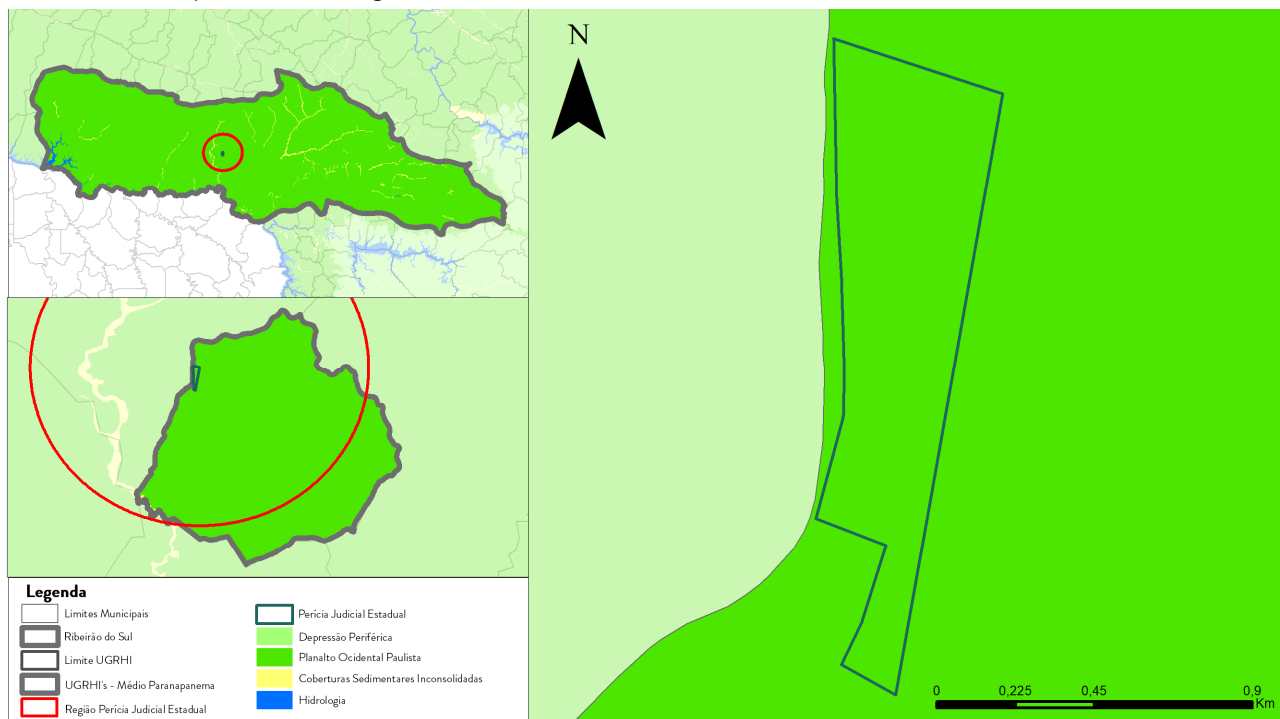 N
0
0,225
0,45
0,9
Km
Legenda
Limites Municipais
Ribeirão do Sul
Limite UGRHI
UGRHI's - Médio Paranapanema
Região Perícia Judicial Estadual
Perícia Judicial Estadual
Depressão Periférica
Planalto Ocidental Paulista
Coberturas Sedimentares Inconsolidadas
Hidrologia